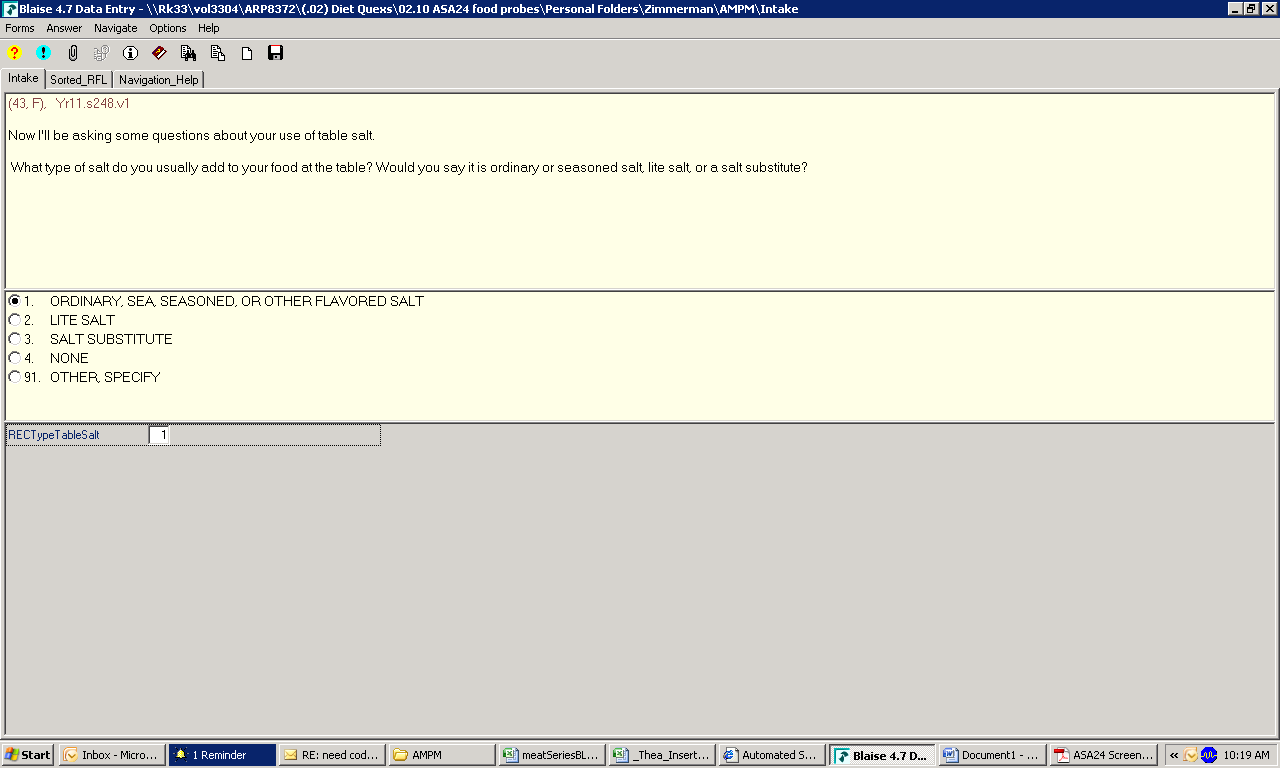 Blaise 4.7 Data Entry - \\Rk33\vol3304\ARP8372\(.02) Diet Quexs\02.10 ASA24 food probes\Personal Folders\Zimmerman\AMPM\Intake
Forms Answer Navigate Options Help
Intake Sorted_RFL Navigation_Help
(43, F), Yr11.s248.v1
Now I'll be asking some questions about your use of table salt.
What type of salt do you usually add to your food at the table? Would you say it is ordinary or seasoned salt, lite salt, or a salt substitute?
1. ORDINARY, SEA, SEASONED, OR OTHER FLAVORED SALT
2. LITE SALT
3. SALT SUBSTITUTE
4. NONE
91. OTHER, SPECIFY
RECTypeTableSalt 1
Start Inbox - Micro... 1 Reminder RE: need cod... AMPM meatSeriesBL... _Thea_Insert... Automated S... Blaise 4.7 D... Document1 - ... ASA24 Screen... « 10:19 AM